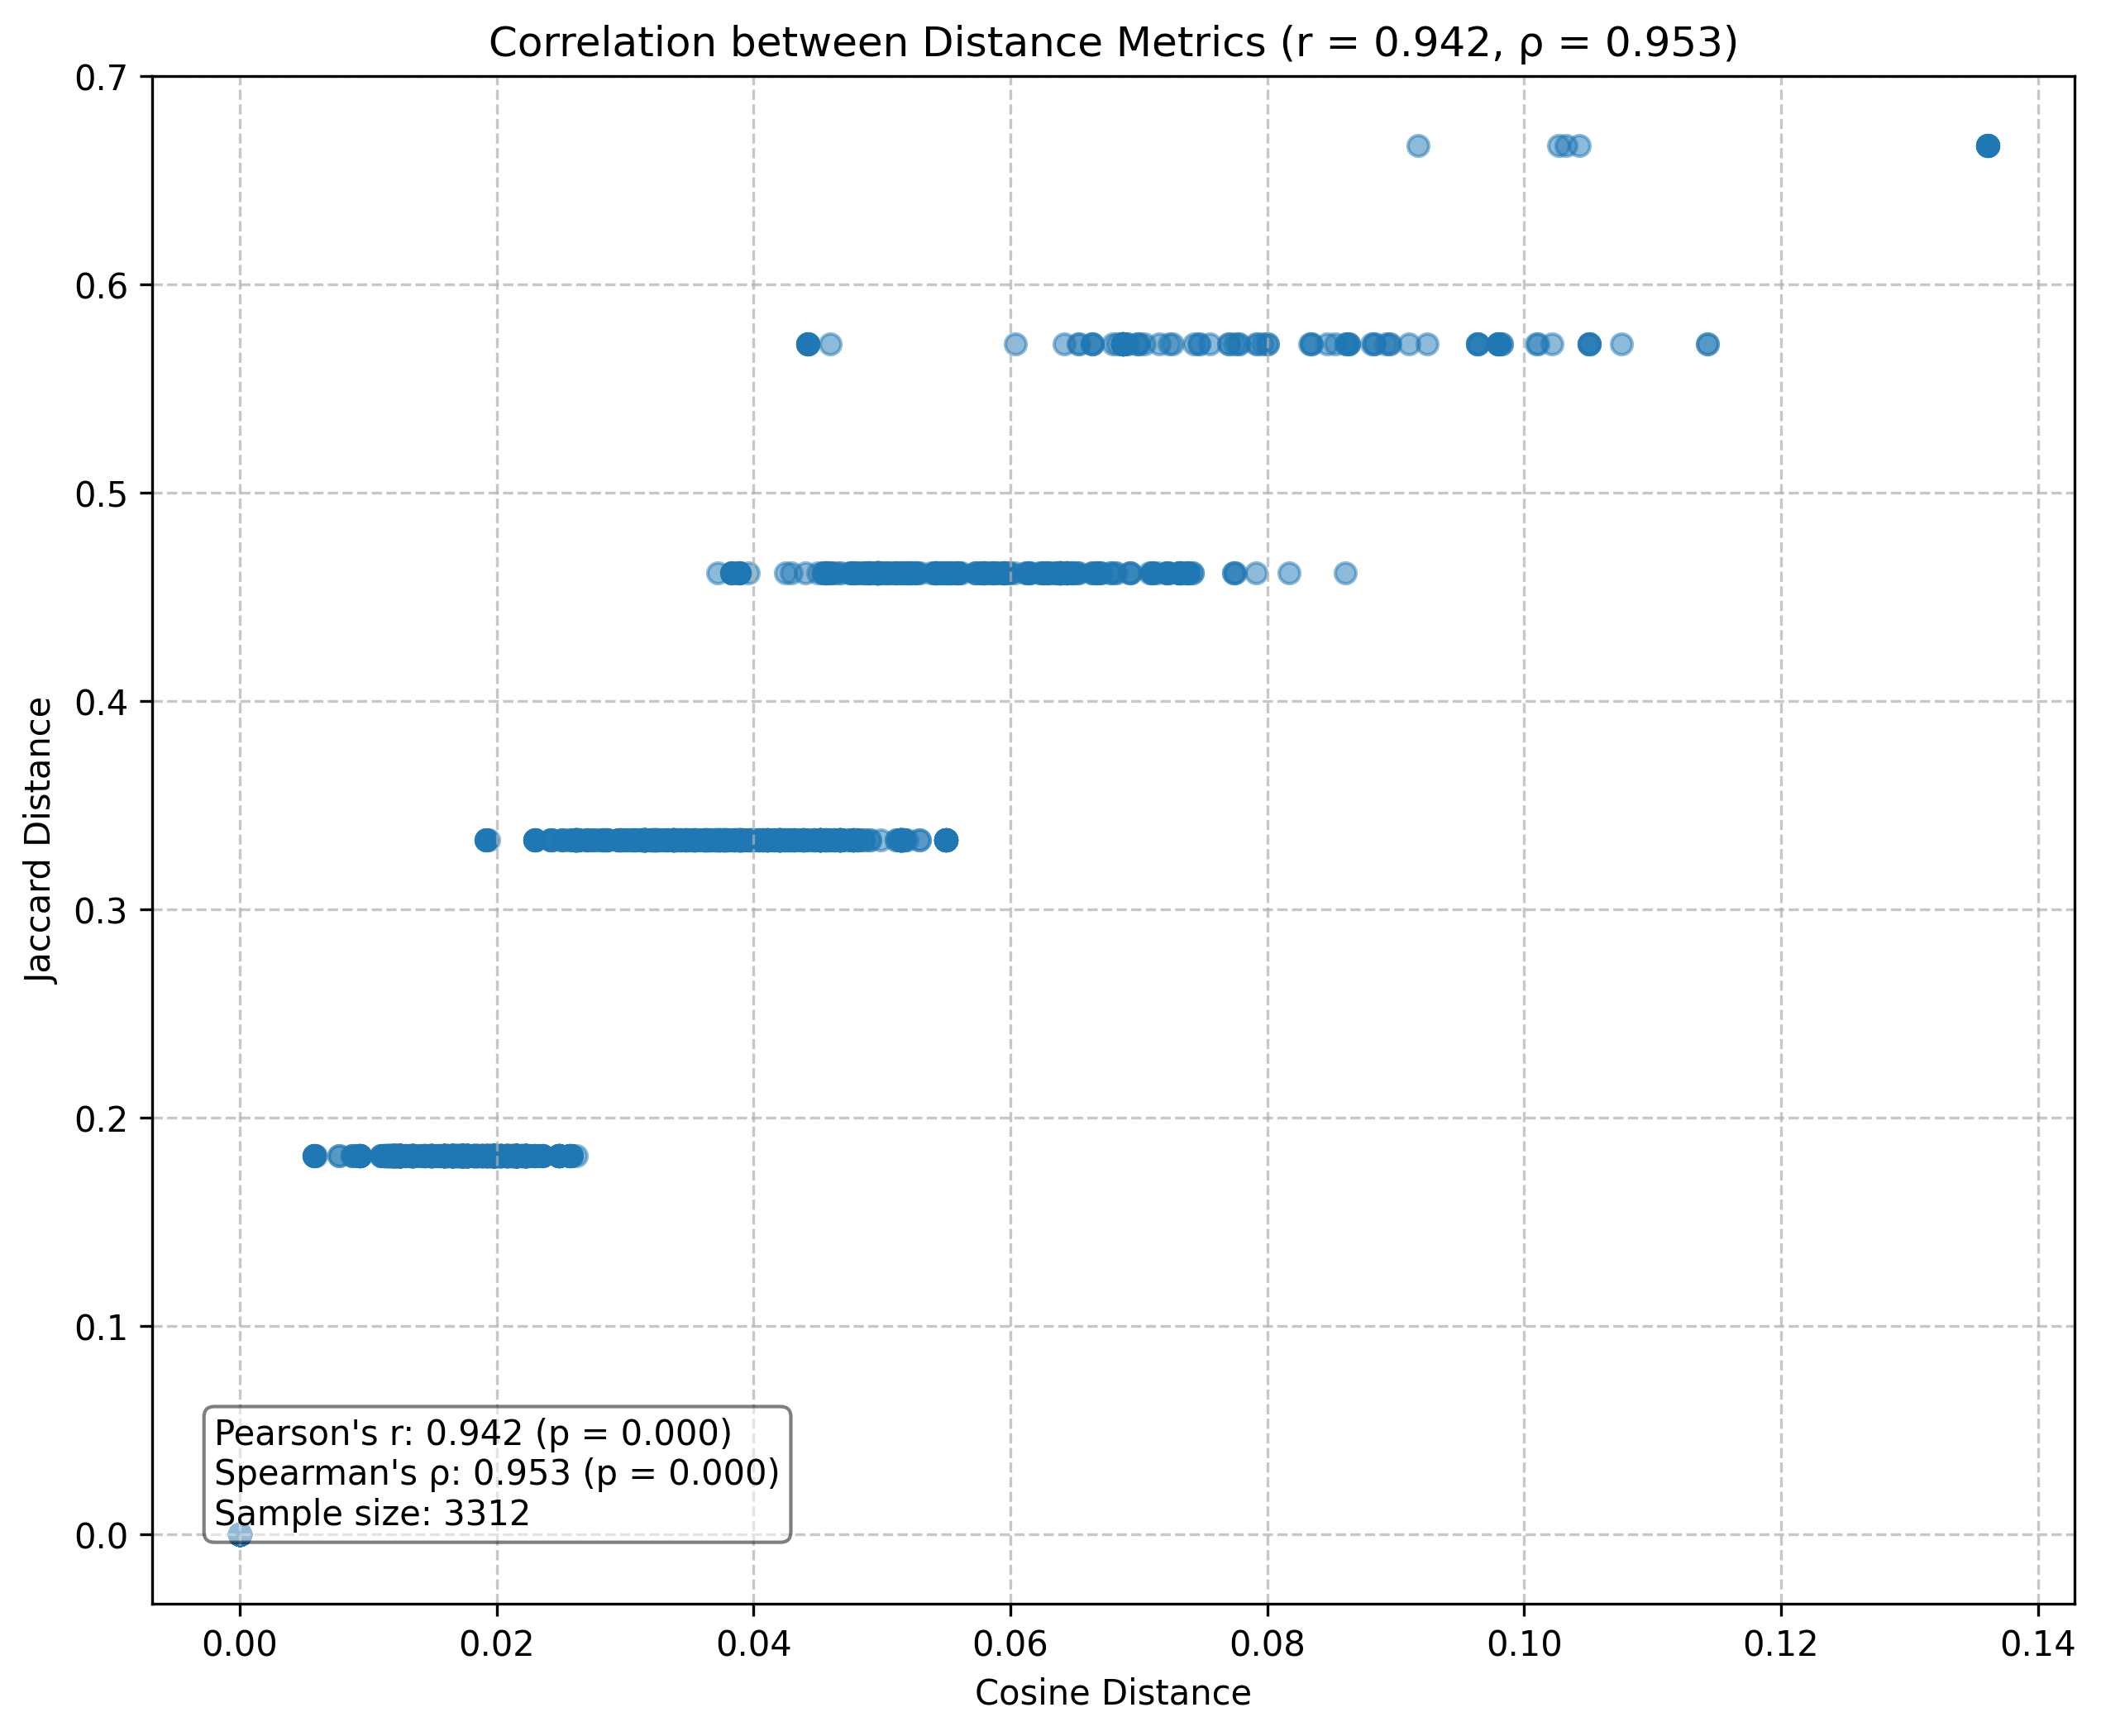 Correlation between Distance Metrics (r = 0.942, ρ = 0.953)
0.7
0.6
0.5
0.4
0.3
0.2
0.1
0.0
Jaccard Distance
Pearson's r: 0.942 (p = 0.000)
Spearman's ρ: 0.953 (p = 0.000)
Sample size: 3312
0.00 0.02 0.04 0.06 0.08 0.10 0.12 0.14
Cosine Distance